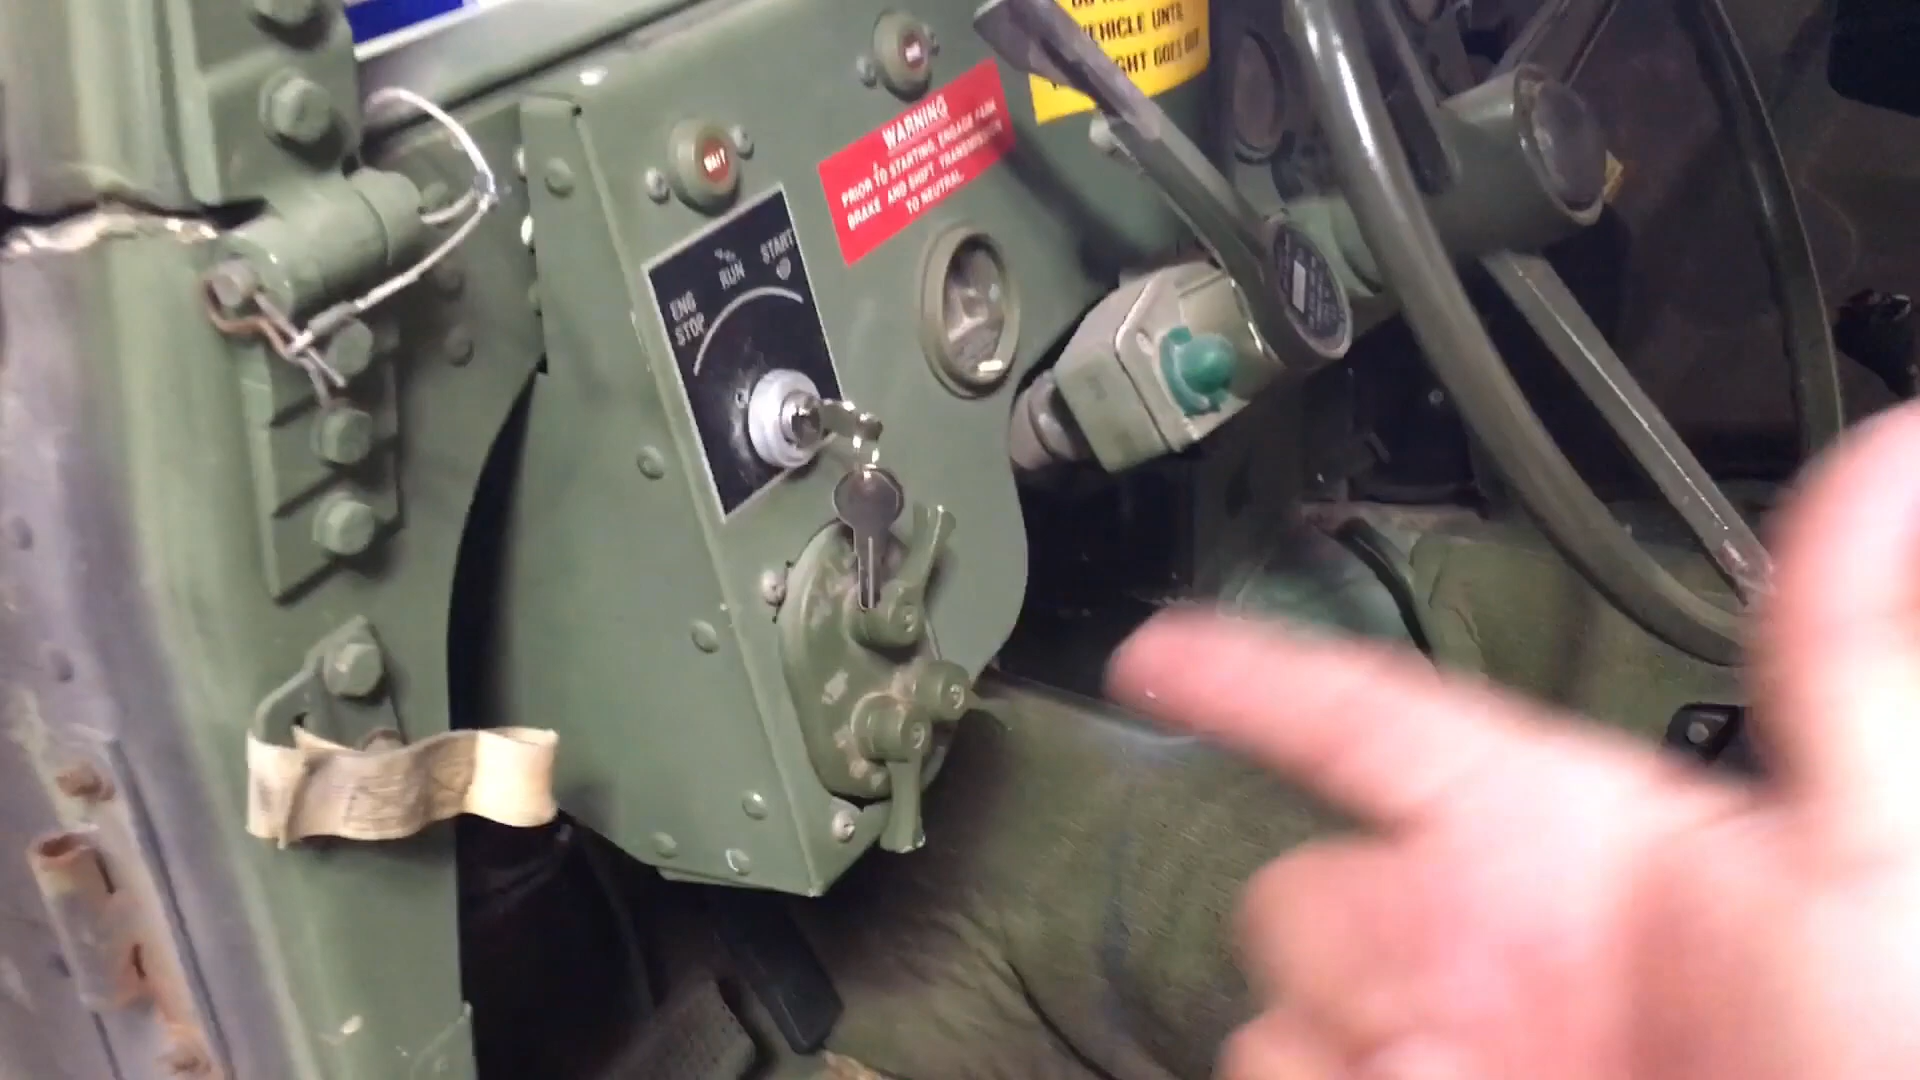 VEHICLE UNTIL
GHT GOES OUT
WARNING
PRIOR TO STARTING, ENGAGE PARK
BRAKE AND SHIFT TRANSMISSION
TO NEUTRAL.
WAIT
ENG
STOP
RUN
START